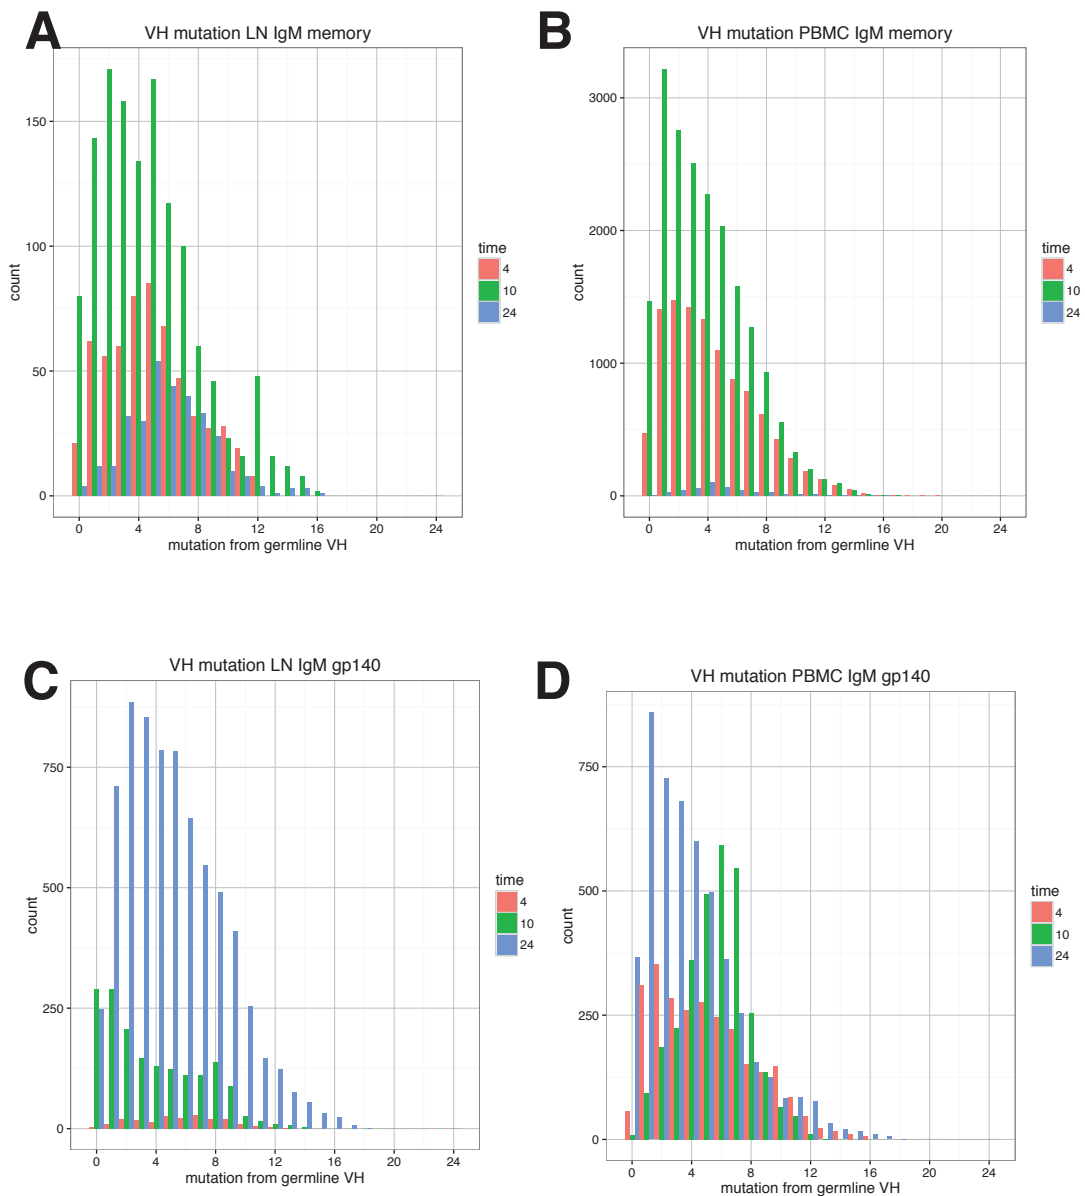 A
VH mutation LN IgM memory
count
150
100
50
0
0 4 8 12 16 20 24
mutation from germline VH
time
4
10
24
B
VH mutation PBMC IgM memory
count
3000
2000
1000
0
0 4 8 12 16 20 24
mutation from germline VH
time
4
10
24
C
VH mutation LN IgM gp140
count
750
500
250
0
0 4 8 12 16 20 24
mutation from germline VH
time
4
10
24
D
VH mutation PBMC IgM gp140
count
750
500
250
0
0 4 8 12 16 20 24
mutation from germline VH
time
4
10
24